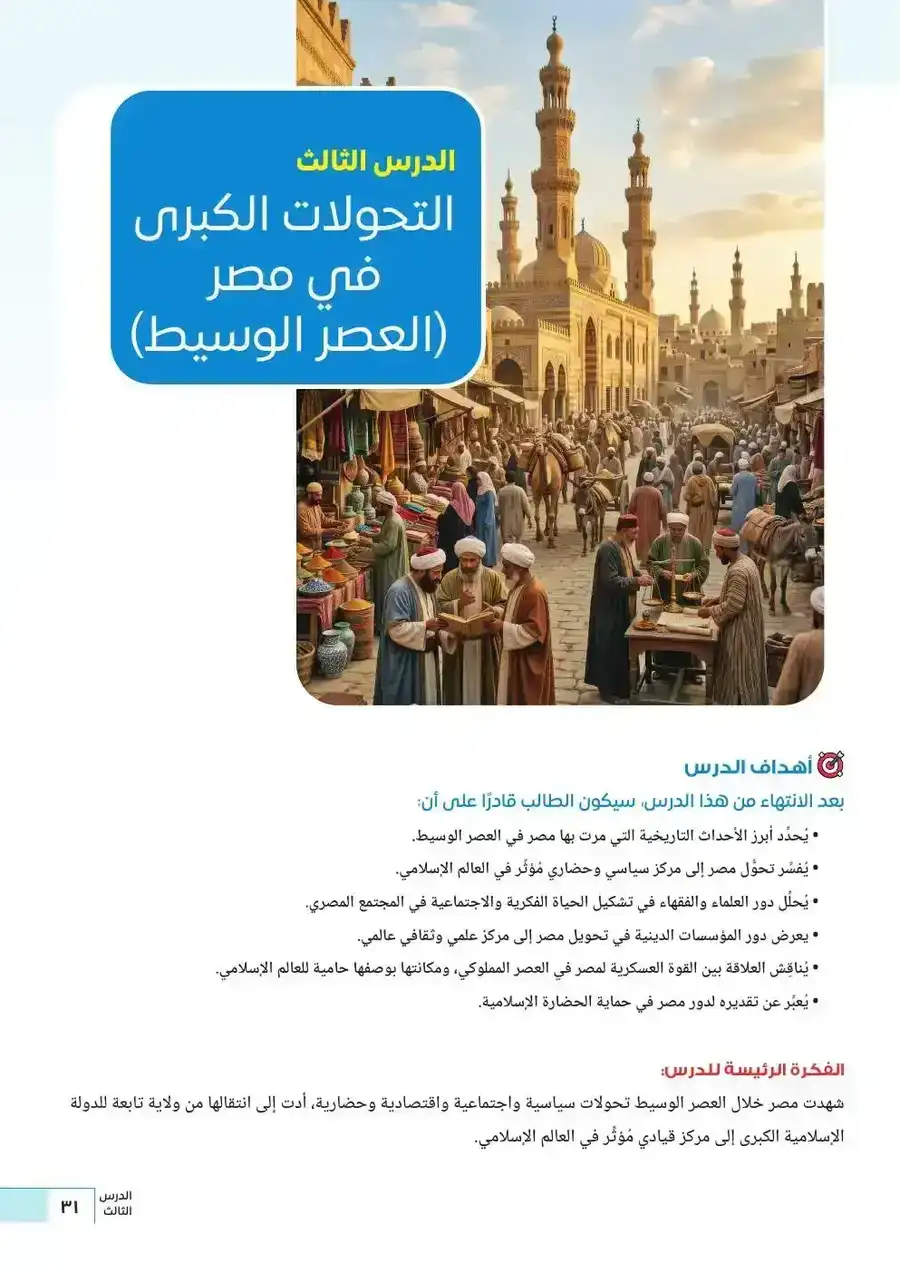 الدرس الثالث
التحولات الكبرى
في مصر
(العصر الوسيط)
أهداف الدرس
بعد الانتهاء من هذا الدرس، سيكون الطالب قادرًا على أن:
• يُحدِّد أبرز الأحداث التاريخية التي مرت بها مصر في العصر الوسيط.
• يُفسِّر تحوُّل مصر إلى مركز سياسي وحضاري مُؤثِّر في العالم الإسلامي.
• يُحلِّل دور العلماء والفقهاء في تشكيل الحياة الفكرية والاجتماعية في المجتمع المصري.
• يعرض دور المؤسسات الدينية في تحويل مصر إلى مركز علمي وثقافي عالمي.
• يُناقِش العلاقة بين القوة العسكرية لمصر في العصر المملوكي، ومكانتها بوصفها حامية للعالم الإسلامي.
• يُعبِّر عن تقديره لدور مصر في حماية الحضارة الإسلامية.
الفكرة الرئيسة للدرس:
شهدت مصر خلال العصر الوسيط تحولات سياسية واجتماعية واقتصادية وحضارية، أدت إلى انتقالها من ولاية تابعة للدولة
الإسلامية الكبرى إلى مركز قيادي مُؤثِّر في العالم الإسلامي.
الدرس
الثالث
٣١